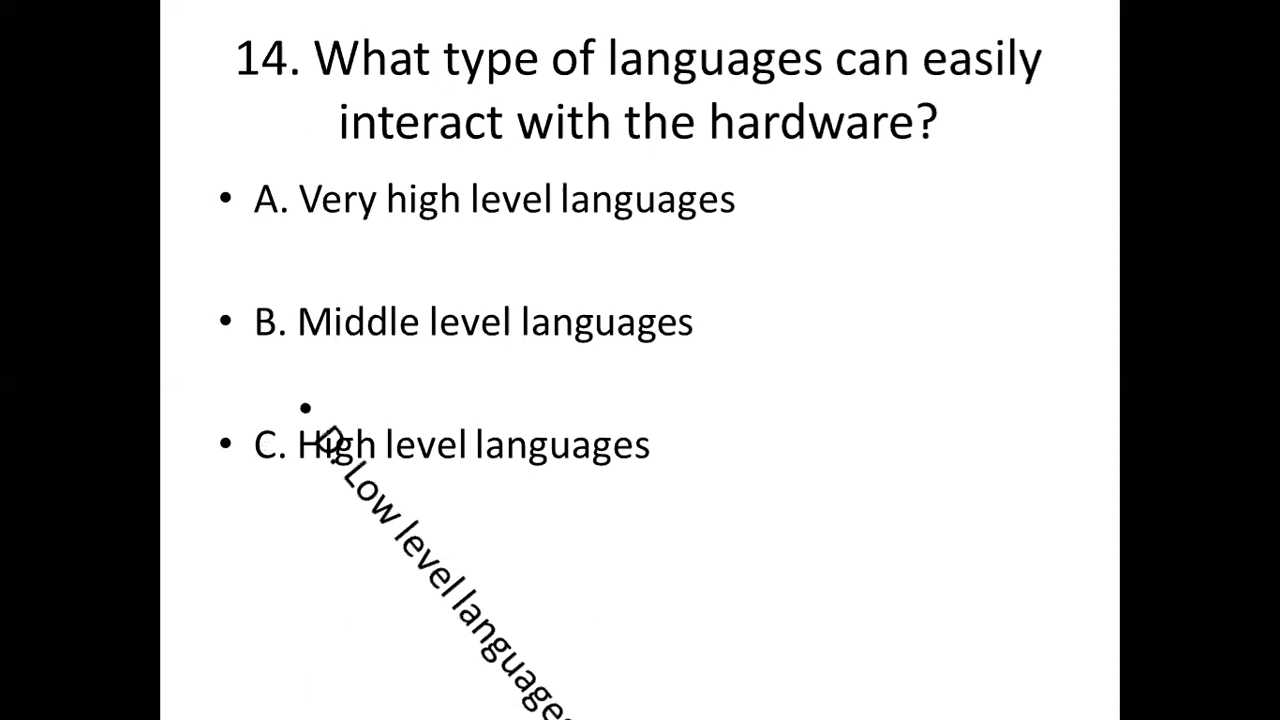 14. What type of languages can easily
interact with the hardware?
• A. Very high level languages
• B. Middle level languages
• C. High level languages
• D. Low level languages